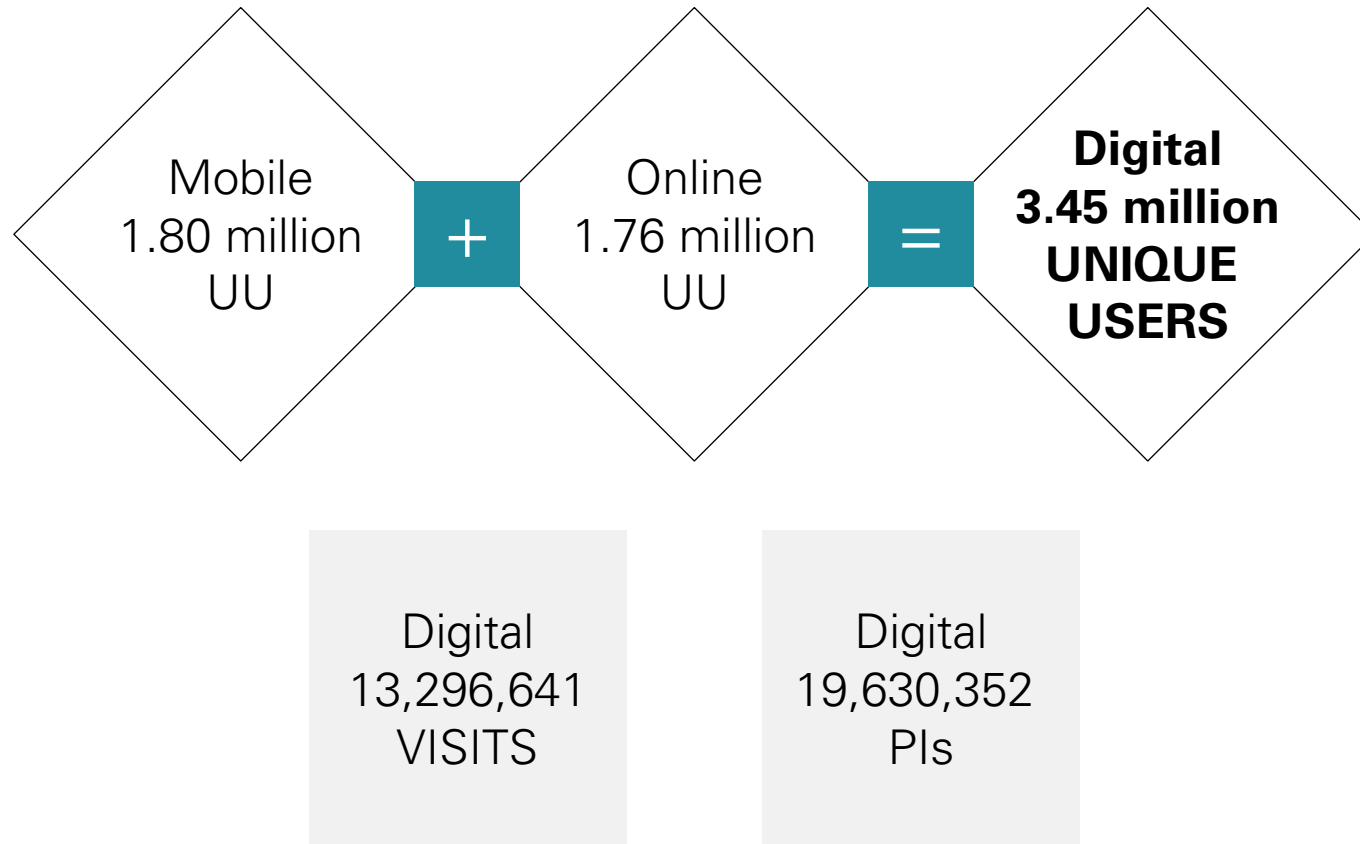 Mobile
1.80 million
UU
+
Online
1.76 million
UU
=
Digital
3.45 million
UNIQUE
USERS
Digital
13,296,641
VISITS
Digital
19,630,352
PIs